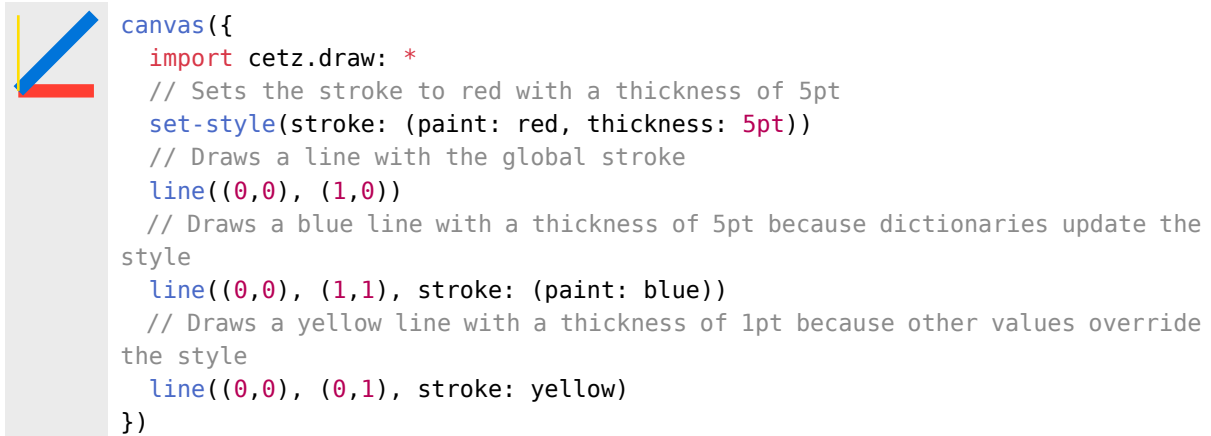 canvas({
  import cetz.draw: *
  // Sets the stroke to red with a thickness of 5pt
  set-style(stroke: (paint: red, thickness: 5pt))
  // Draws a line with the global stroke
  line((0,0), (1,0))
  // Draws a blue line with a thickness of 5pt because dictionaries update the
style
  line((0,0), (1,1), stroke: (paint: blue))
  // Draws a yellow line with a thickness of 1pt because other values override
the style
  line((0,0), (0,1), stroke: yellow)
})